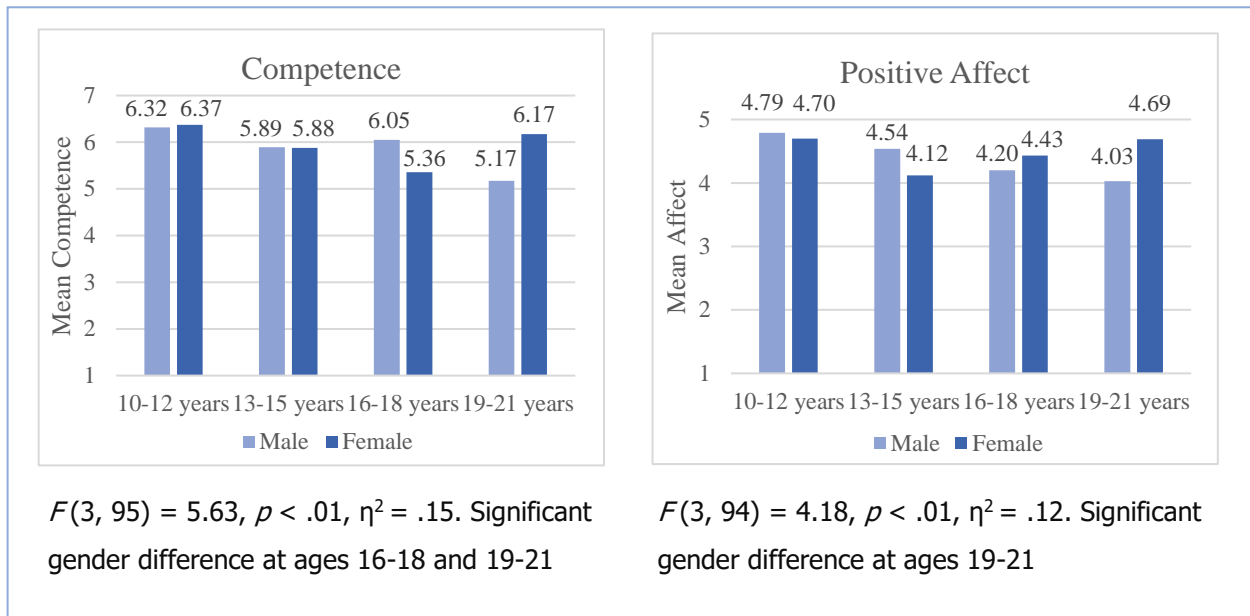 Competence
7
6
5
4
3
2
1
Mean Competence
6.32 6.37
5.89 5.88
6.05
5.36
5.17
6.17
10-12 years 13-15 years 16-18 years 19-21 years
Male Female
F(3, 95) = 5.63, p < .01, η² = .15. Significant
gender difference at ages 16-18 and 19-21
Positive Affect
5
4
3
2
1
Mean Affect
4.79 4.70
4.54
4.12
4.20
4.43
4.03
4.69
10-12 years 13-15 years 16-18 years 19-21 years
Male Female
F(3, 94) = 4.18, p < .01, η² = .12. Significant
gender difference at ages 19-21